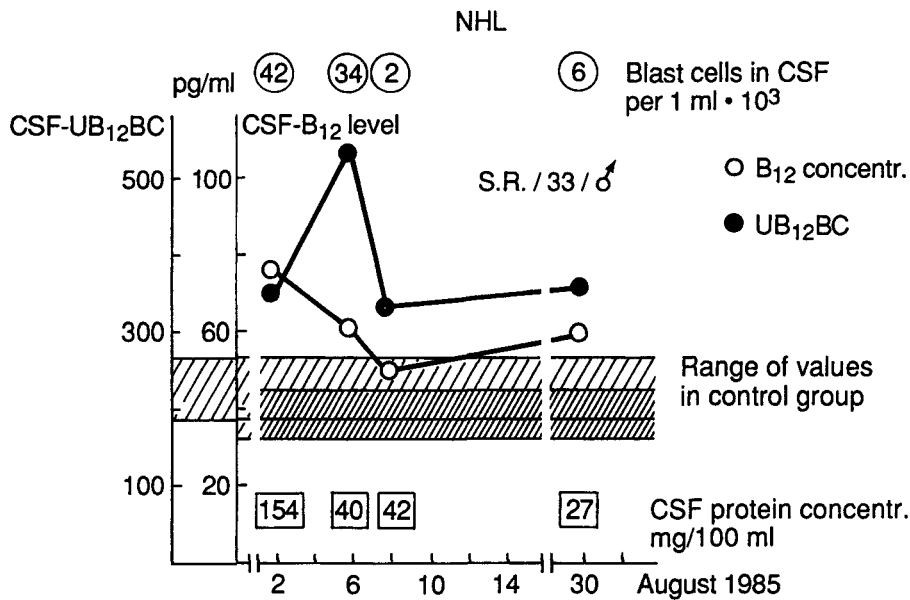 NHL
pg/ml 42 34 2 6 Blast cells in CSF
per 1 ml • 10³
CSF-UB₁₂BC CSF-B₁₂ level
500 100
S.R. / 33 / ♂
B₁₂ concentr.
UB₁₂BC
300 60
Range of values
in control group
100 20
154 40 42 27 CSF protein concentr.
mg/100 ml
2 6 10 14 30 August 1985